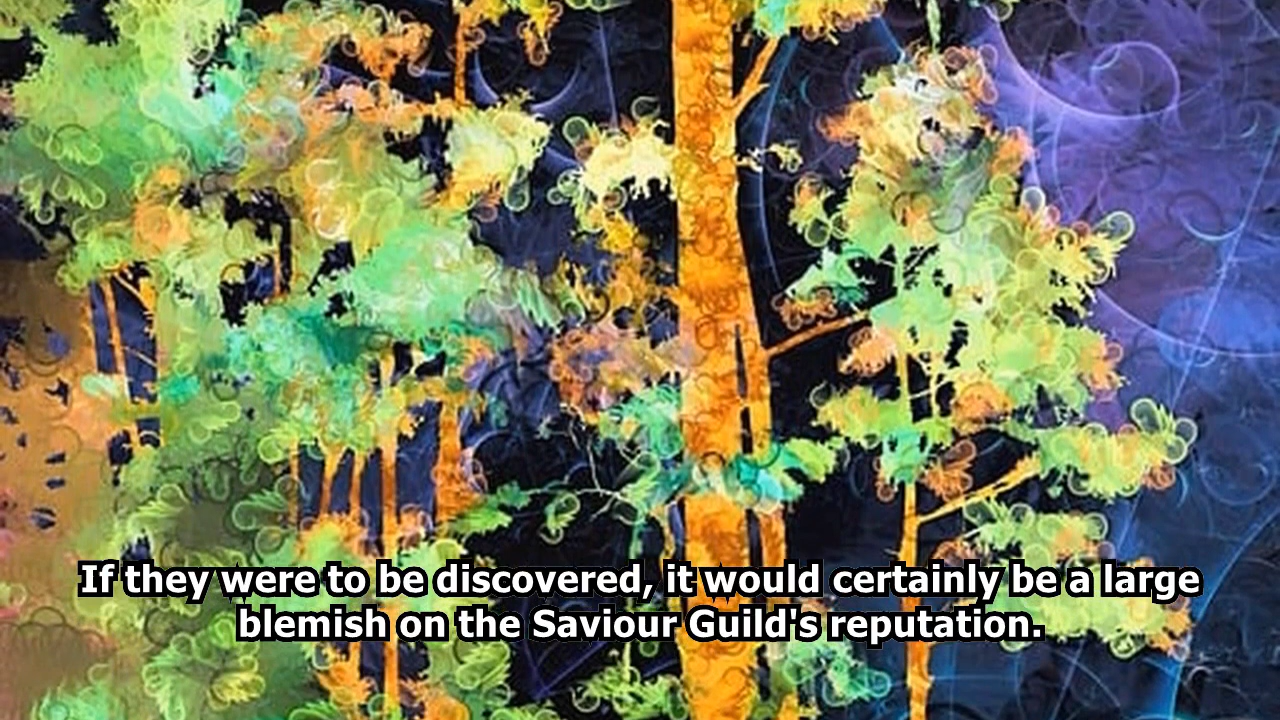 If they were to be discovered, it would certainly be a large
blemish on the Saviour Guild's reputation.